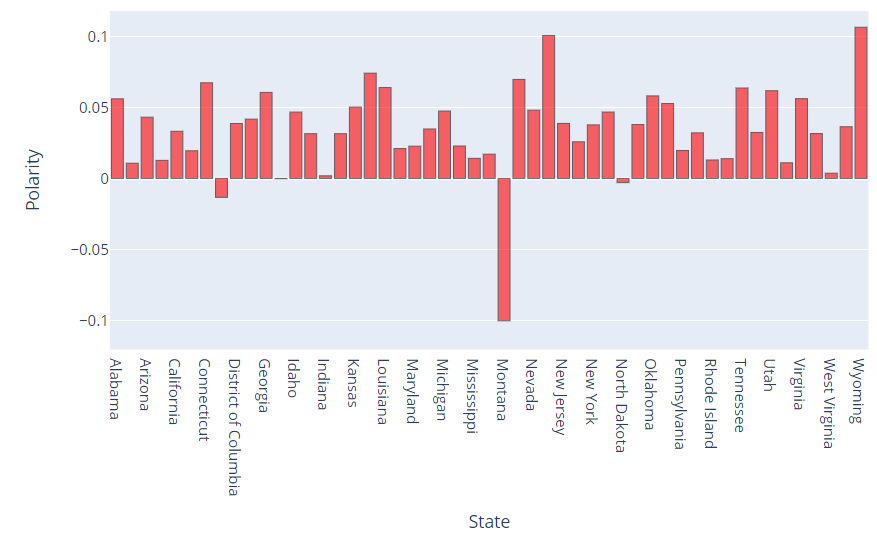 0.1
0.05
0
−0.05
−0.1
Polarity
Alabama
Arizona
California
Connecticut
District of Columbia
Georgia
Idaho
Indiana
Kansas
Louisiana
Maryland
Michigan
Mississippi
Montana
Nevada
New Jersey
New York
North Dakota
Oklahoma
Pennsylvania
Rhode Island
Tennessee
Utah
Virginia
West Virginia
Wyoming
State